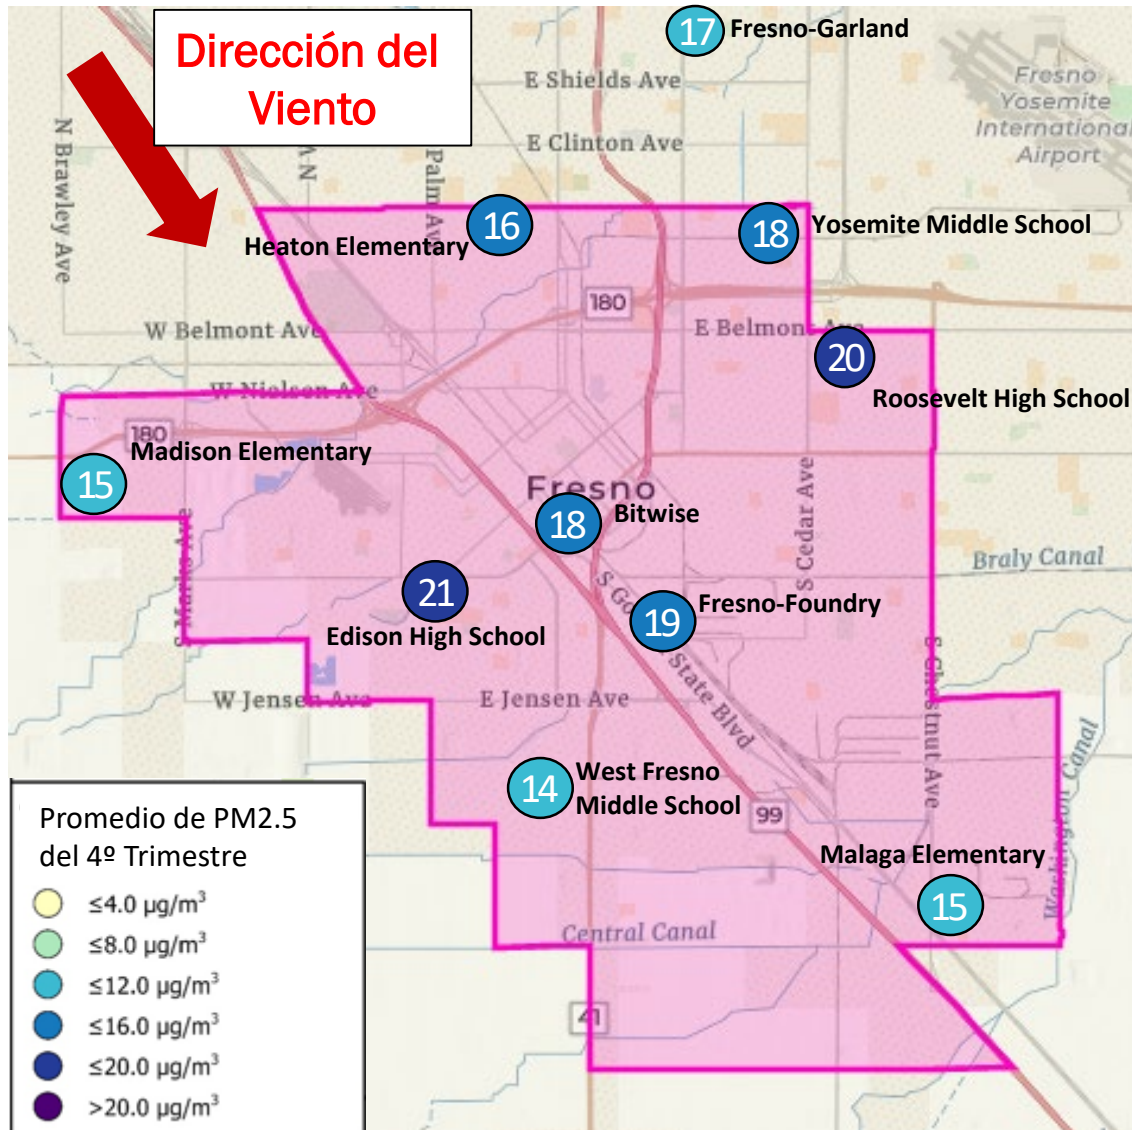 Dirección del
Viento
17
Fresno-Garland
E Shields Ave
Fresno
Yosemite
International
Airport
E Clinton Ave
N Brawley Ave
N
Palm Av
16
18
Yosemite Middle School
Heaton Elementary
180
W Belmont Ave
E Belmont Ave
20
W Nielsen Ave
Roosevelt High School
180
Madison Elementary
15
Fresno
Bitwise
18
S Cedar Ave
S Marks Ave
Braly Canal
21
Edison High School
19
Fresno-Foundry
S Go
State Blvd
S Chestnut Ave
W Jensen Ave
E Jensen Ave
Washington Canal
14
West Fresno
Middle School
99
Malaga Elementary
15
Central Canal
41
Promedio de PM2.5
del 4º Trimestre
≤4.0 µg/m³
≤8.0 µg/m³
≤12.0 µg/m³
≤16.0 µg/m³
≤20.0 µg/m³
>20.0 µg/m³